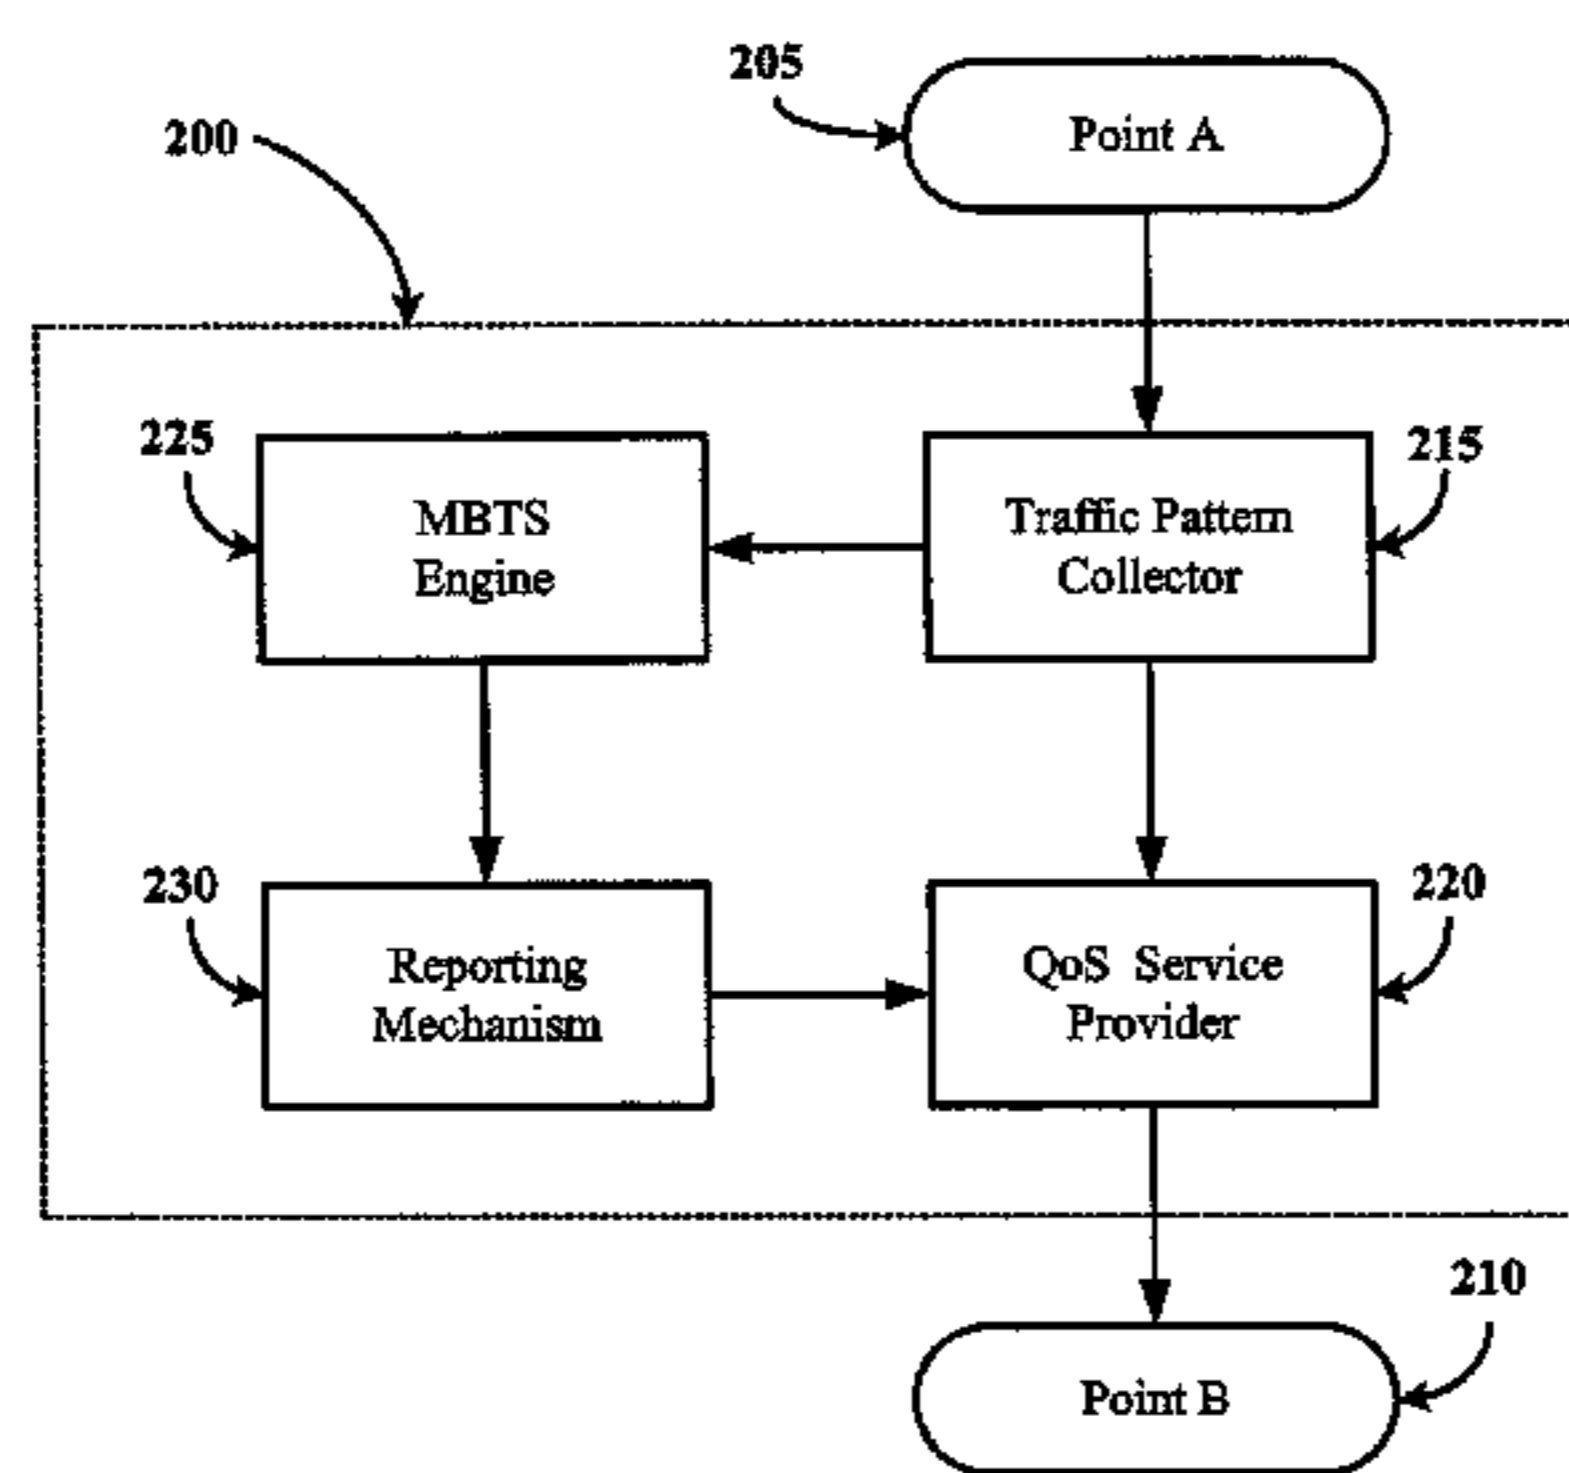 205
Point A
200
225
MBTS
Engine
Traffic Pattern
Collector
215
230
Reporting
Mechanism
QoS Service
Provider
220
210
Point B